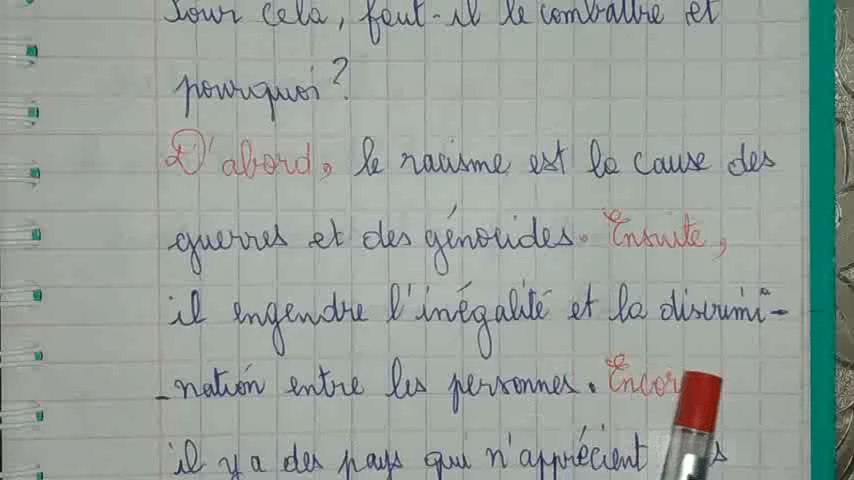 Pour cela, faut-il le combattre et
pourquoi?
D'abord, le racisme est la cause des
guerres et des génocides. Ensuite,
il engendre l'inégalité et la discrimi-
-nation entre les personnes. Encor
il y a des pays qui n'apprécient